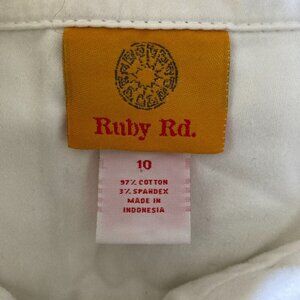 Ruby Rd.
10
97% COTTON
3% SPANDEX
MADE IN
INDONESIA